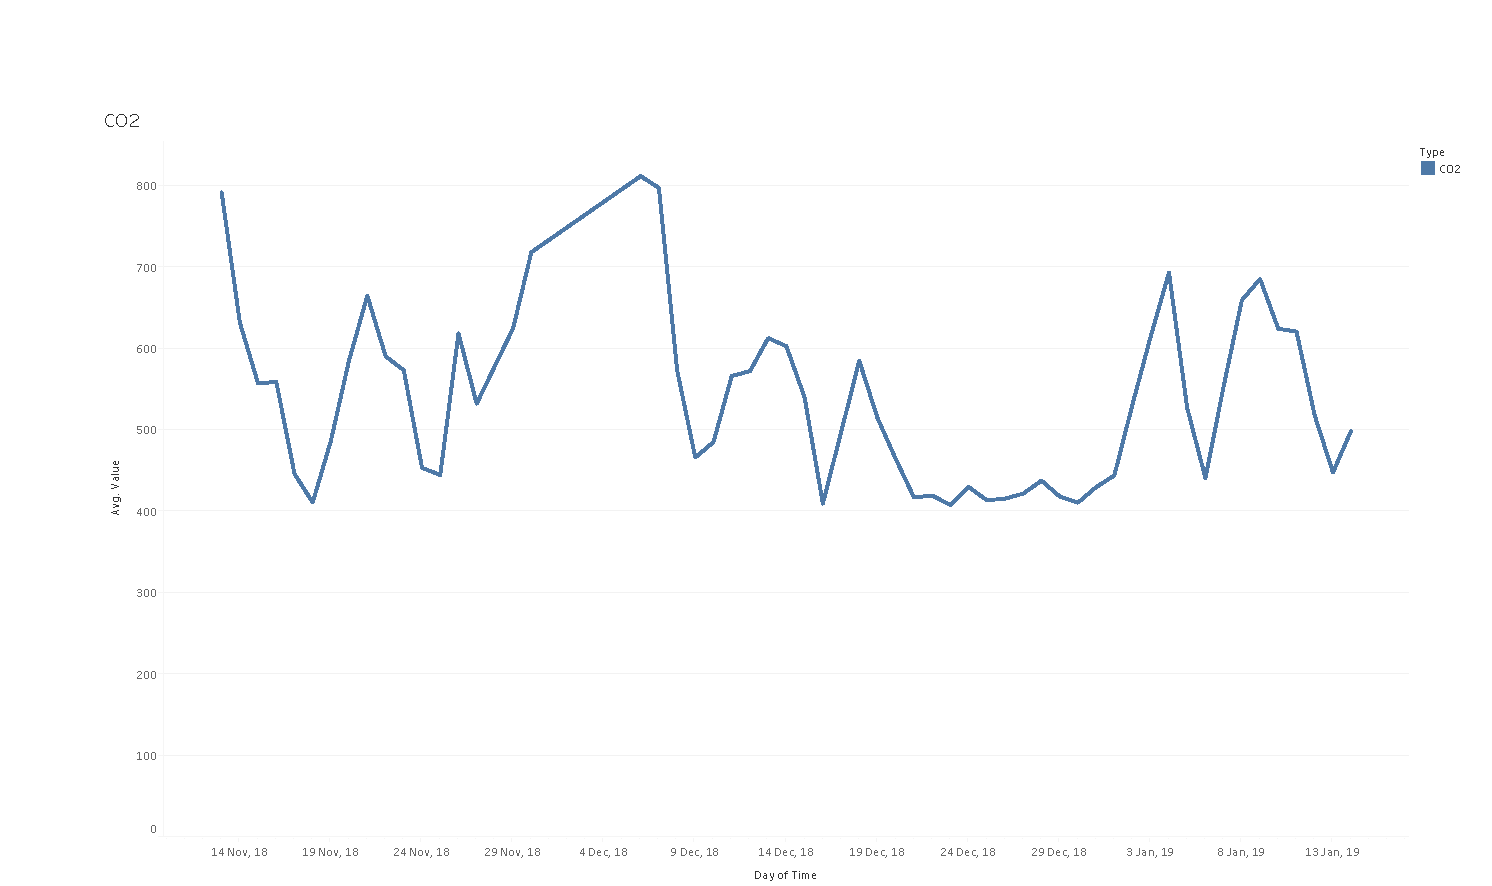 CO2
Type
CO2
800
700
600
500
400
300
200
100
0
Avg. Value
14 Nov, 18
19 Nov, 18
24 Nov, 18
29 Nov, 18
4 Dec, 18
9 Dec, 18
14 Dec, 18
19 Dec, 18
24 Dec, 18
29 Dec, 18
3 Jan, 19
8 Jan, 19
13 Jan, 19
Day of Time